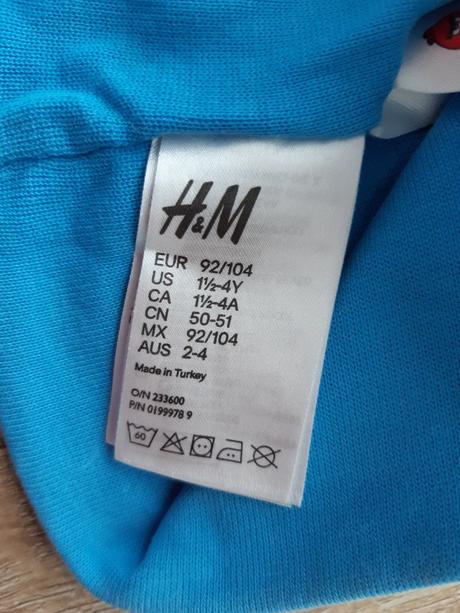 H&M
EUR 92/104
US 1½-4Y
CA 1½-4A
CN 50-51
MX 92/104
AUS 2-4
Made in Turkey
O/N 233600
P/N 0199978 9
60